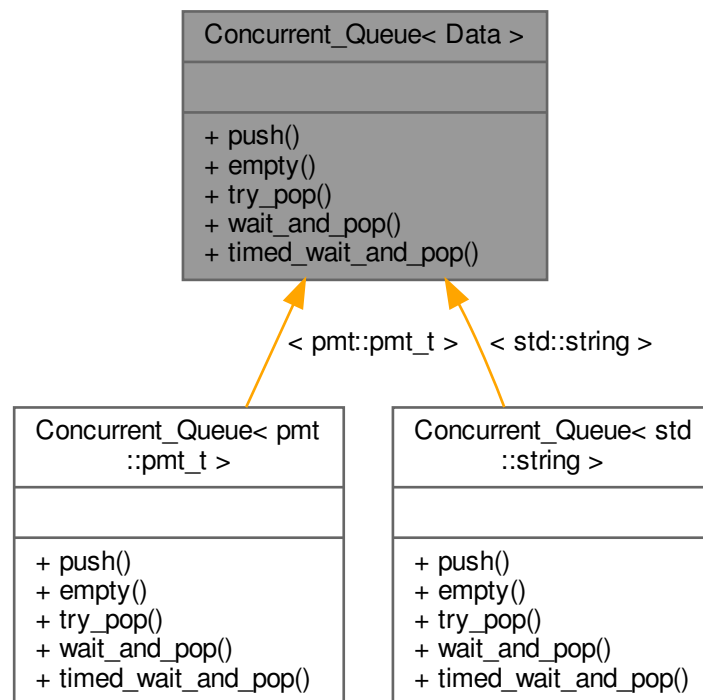 Concurrent_Queue< Data >
+ push()
+ empty()
+ try_pop()
+ wait_and_pop()
+ timed_wait_and_pop()
< pmt::pmt_t >
< std::string >
Concurrent_Queue< pmt
::pmt_t >
+ push()
+ empty()
+ try_pop()
+ wait_and_pop()
+ timed_wait_and_pop()
Concurrent_Queue< std
::string >
+ push()
+ empty()
+ try_pop()
+ wait_and_pop()
+ timed_wait_and_pop()